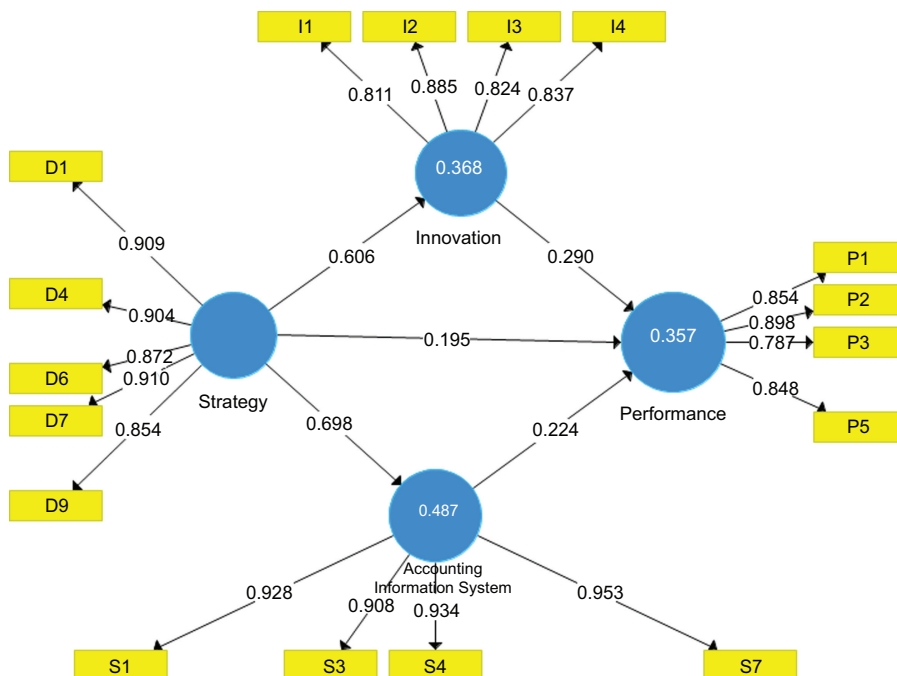 I1 I2 I3 I4
0.811 0.885 0.824 0.837
D1
0.368
0.909
Innovation
0.606 0.290
P1
D4
0.904
0.854
P2
0.898
0.195
0.357
0.787
P3
D6
0.872
0.910
D7
Strategy
0.848
Performance
0.854
0.698 0.224
P5
D9
0.487
Accounting
Information System
0.928 0.908 0.934 0.953
S1 S3 S4 S7